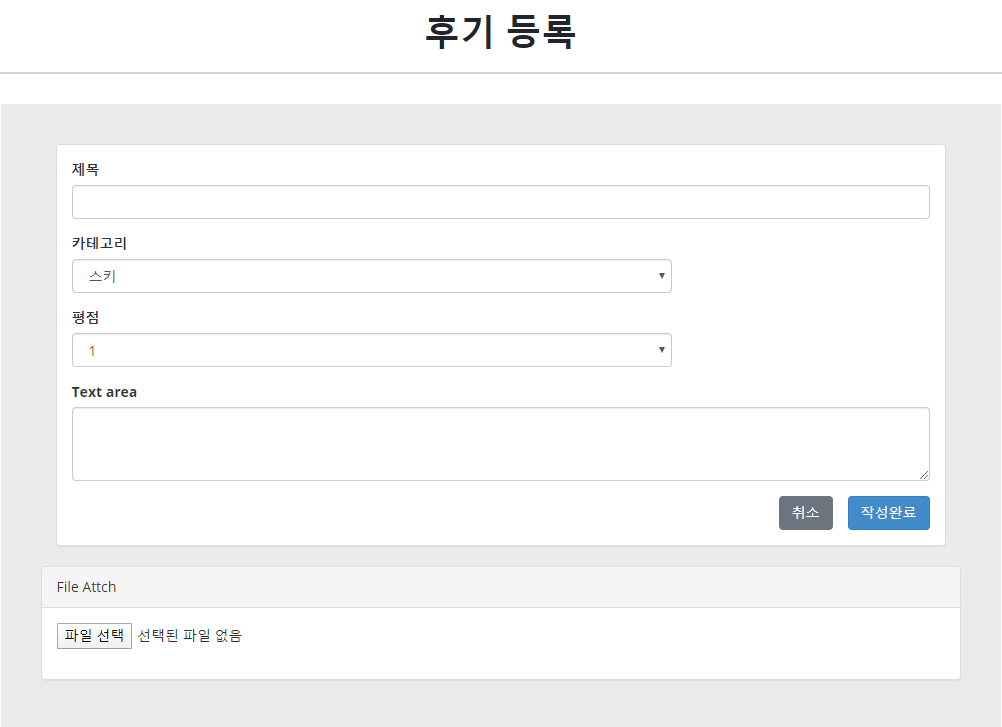 후기 등록
제목
카테고리
스키
평점
1
Text area
취소 작성완료
File Attch
파일 선택 선택된 파일 없음